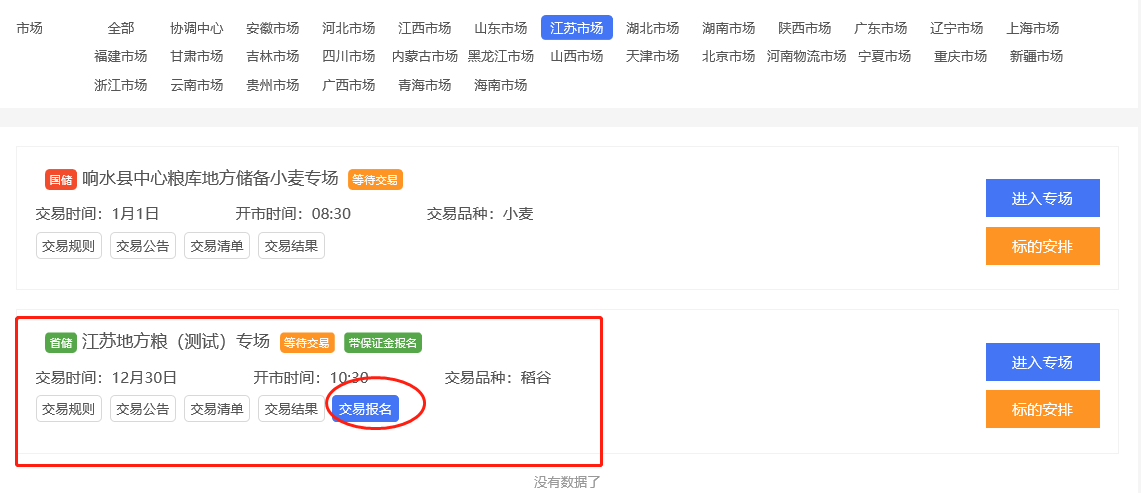 市场 全部 协调中心 安徽市场 河北市场 江西市场 山东市场 江苏市场 湖北市场 湖南市场 陕西市场 广东市场 辽宁市场 上海市场
福建市场 甘肃市场 吉林市场 四川市场 内蒙古市场 黑龙江市场 山西市场 天津市场 北京市场 河南物流市场 宁夏市场 重庆市场 新疆市场
浙江市场 云南市场 贵州市场 广西市场 青海市场 海南市场
国储 响水县中心粮库地方储备小麦专场 等待交易
进入专场
交易时间：1月1日 开市时间：08:30 交易品种：小麦
交易规则 交易公告 交易清单 交易结果
标的安排
省储 江苏地方粮（测试）专场 等待交易 带保证金报名
进入专场
交易时间：12月30日 开市时间：10:30 交易品种：稻谷
交易规则 交易公告 交易清单 交易结果 交易报名
标的安排
没有数据了